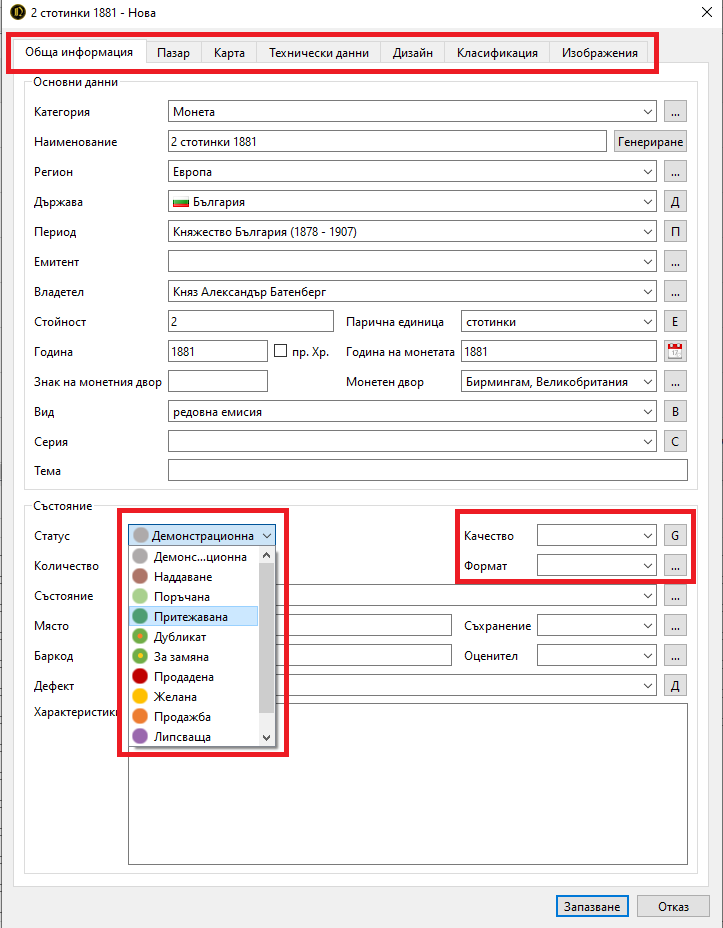 2 стотинки 1881 - Нова
Обща информация Пазар Карта Технически данни Дизайн Класификация Изображения
Основни данни
Категория Монета ...
Наименование 2 стотинки 1881 Генериране
Регион Европа ...
Държава България Д
Период Княжество България (1878 - 1907) П
Емитент ...
Владетел Княз Александър Батенберг ...
Стойност 2 Парична единица стотинки Е
Година 1881 пр. Хр. Година на монетата 1881
Знак на монетния двор Монетен двор Бирмингам, Великобритания ...
Вид редовна емисия В
Серия С
Тема
Състояние
Статус Демонстрационна Качество G
Демонс...ционна
Количество Формат ...
Наддаване
Състояние Поръчана ...
Притежавана
Място Съхранение ...
Дубликат
Баркод За замяна Оценител ...
Продадена
Дефект Д
Желана
Характеристики Продажба
Липсваща
Запазване Отказ